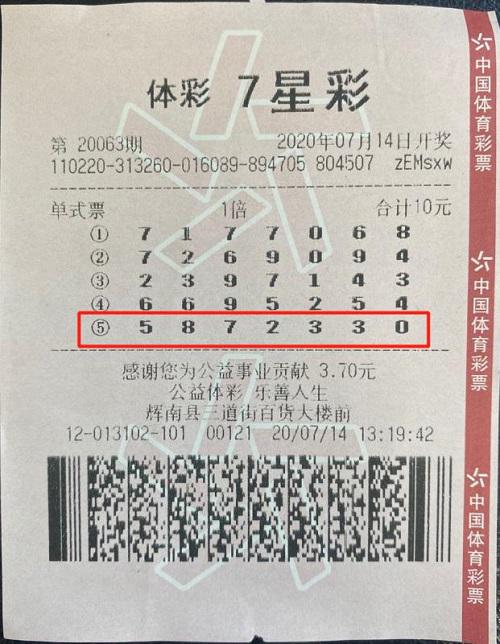 体彩 7星彩
第 20063期 2020年07月14日开奖
110220-313260-016089-894705 804507 zEMsxw
单式票 1倍 合计10元
① 7 1 7 7 0 6 8
② 7 2 6 9 0 9 4
③ 2 3 9 7 1 4 3
④ 6 6 9 5 2 5 4
⑤ 5 8 7 2 3 3 0
感谢您为公益事业贡献 3.70元
公益体彩 乐善人生
辉南县三道街百货大楼前
12-013102-101 00121 20/07/14 13:19:42
中国体育彩票
中国体育彩票
中国体育彩票